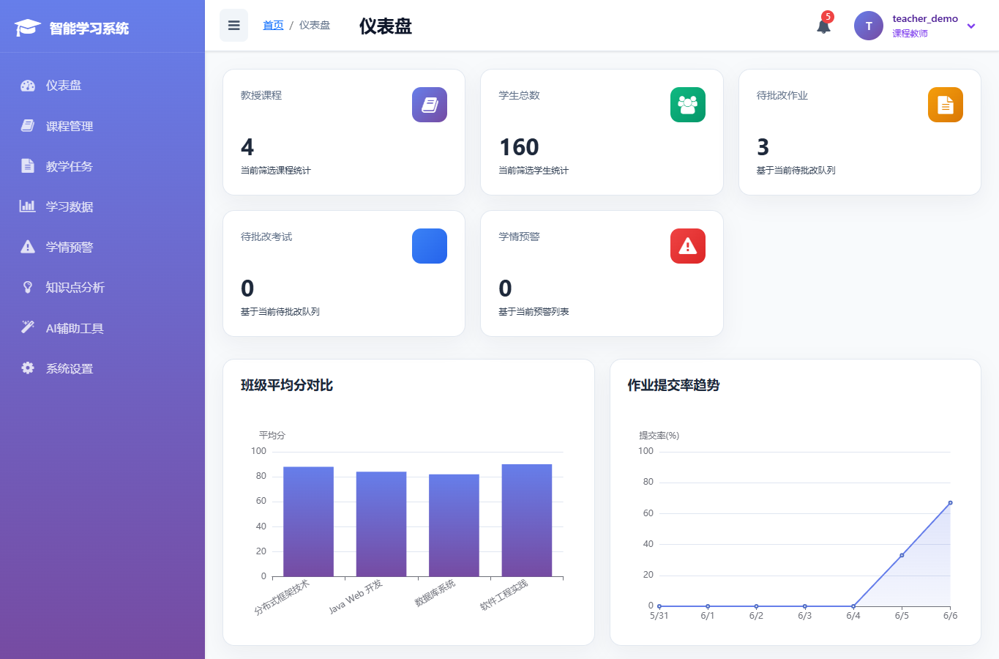 智能学习系统
仪表盘
课程管理
教学任务
学习数据
学情预警
知识点分析
AI辅助工具
系统设置
首页 / 仪表盘
仪表盘
5
T
teacher_demo
课程教师
教授课程
4
当前筛选课程统计
学生总数
160
当前筛选学生统计
待批改作业
3
基于当前待批改队列
待批改考试
0
基于当前待批改队列
学情预警
0
基于当前预警列表
班级平均分对比
平均分
100
80
60
40
20
0
分布式框架技术
Java Web 开发
数据库系统
软件工程实践
作业提交率趋势
提交率(%)
100
80
60
40
20
0
5/31
6/1
6/2
6/3
6/4
6/5
6/6